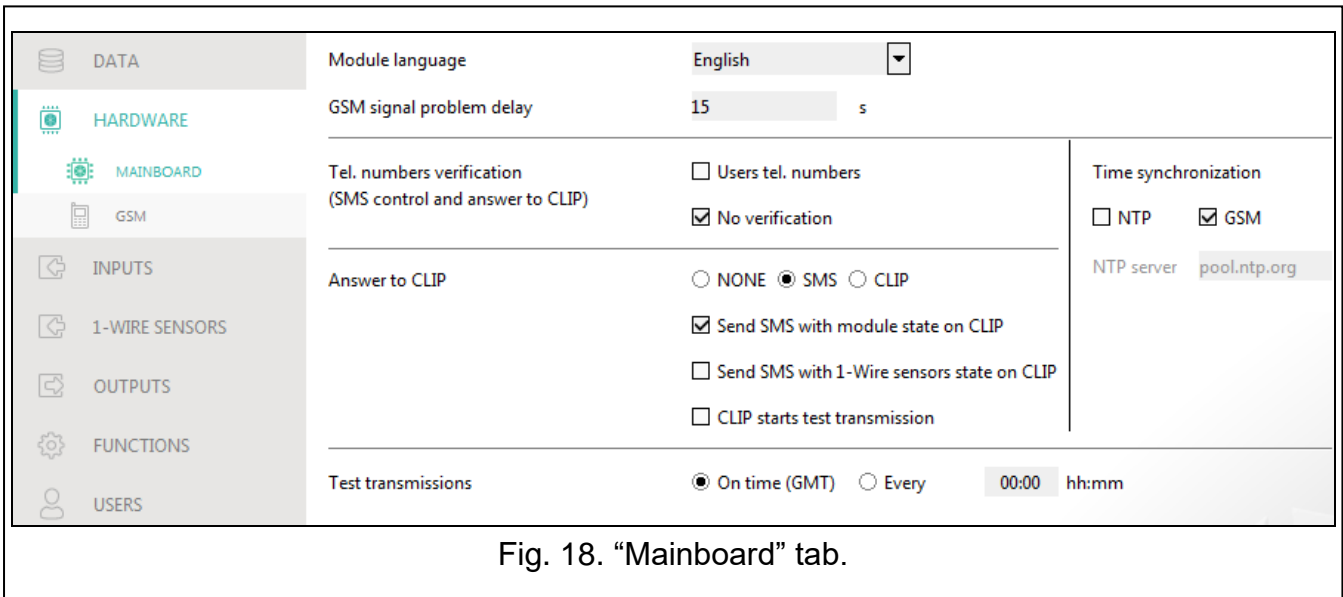 DATA
HARDWARE
MAINBOARD
GSM
INPUTS
1-WIRE SENSORS
OUTPUTS
FUNCTIONS
USERS
Module language English
GSM signal problem delay 15 s
Tel. numbers verification
(SMS control and answer to CLIP)
Users tel. numbers
No verification
Time synchronization
NTP GSM
NTP server pool.ntp.org
Answer to CLIP NONE SMS CLIP
Send SMS with module state on CLIP
Send SMS with 1-Wire sensors state on CLIP
CLIP starts test transmission
Test transmissions On time (GMT) Every 00:00 hh:mm
Fig. 18. “Mainboard” tab.